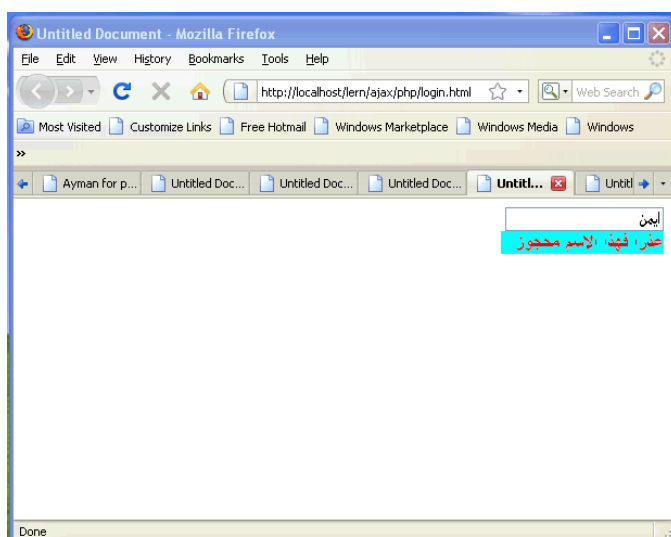 Untitled Document - Mozilla Firefox
File Edit View History Bookmarks Tools Help
http://localhost/lern/ajax/php/login.html Web Search
Most Visited Customize Links Free Hotmail Windows Marketplace Windows Media Windows
»
Ayman for p... Untitled Doc... Untitled Doc... Untitled Doc... Untitl... Untitl
ايمن
عذرا فهذا الاسم محجوز
Done